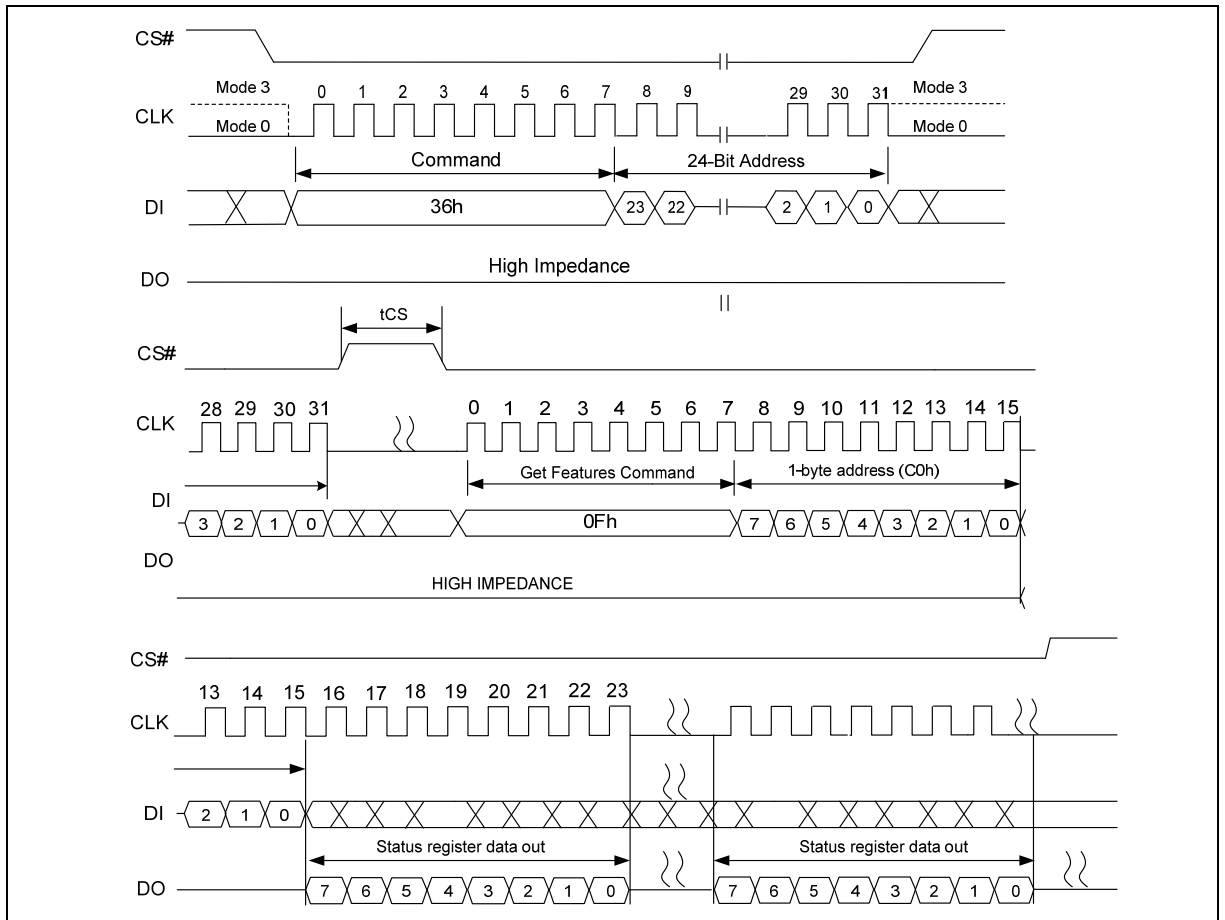 CS#
Mode 3
0 1 2 3 4 5 6 7 8 9 29 30 31
Mode 3
CLK
Mode 0
Mode 0
Command
24-Bit Address
DI
36h
23 22 2 1 0
High Impedance
DO
tCS
CS#
28 29 30 31 0 1 2 3 4 5 6 7 8 9 10 11 12 13 14 15
CLK
Get Features Command
1-byte address (C0h)
DI
3 2 1 0
0Fh
7 6 5 4 3 2 1 0
DO
HIGH IMPEDANCE
CS#
13 14 15 16 17 18 19 20 21 22 23
CLK
DI
2 1 0
Status register data out
Status register data out
DO
7 6 5 4 3 2 1 0
7 6 5 4 3 2 1 0